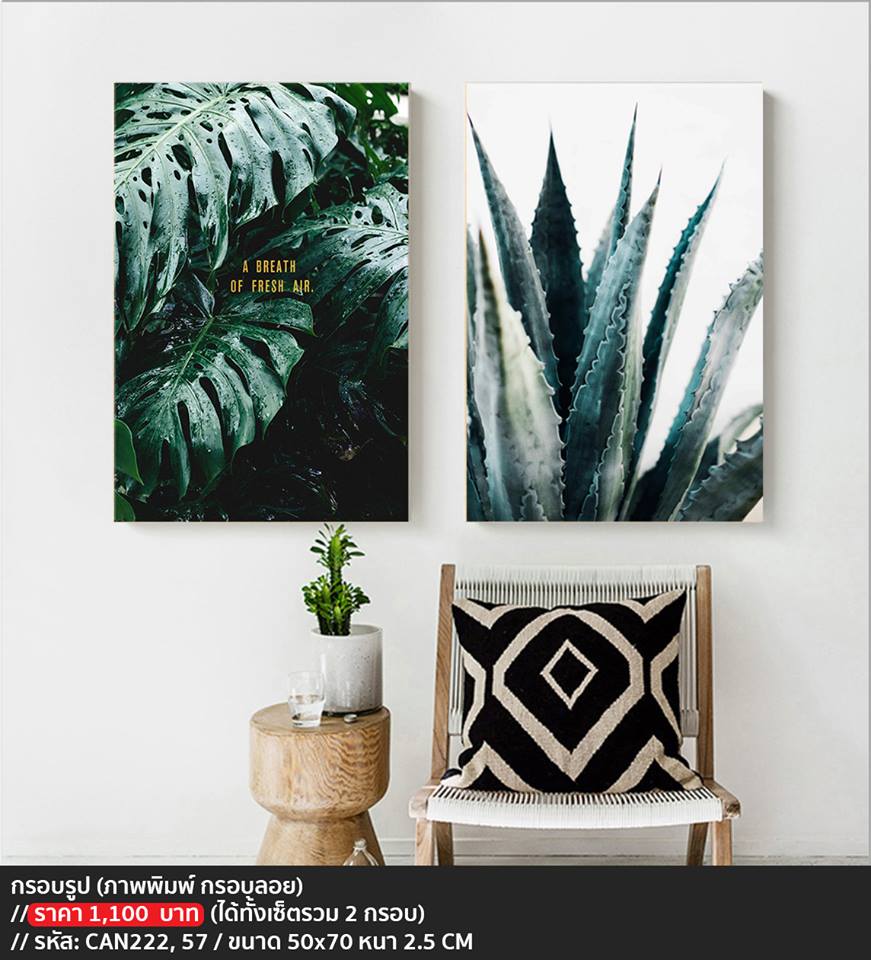 A BREATH
OF FRESH AIR.
กรอบรูป (ภาพพิมพ์ กรอบลอย)
// ราคา 1,100 บาท (ได้ทั้งเซ็ตรวม 2 กรอบ)
// รหัส: CAN222, 57 / ขนาด 50x70 หนา 2.5 CM